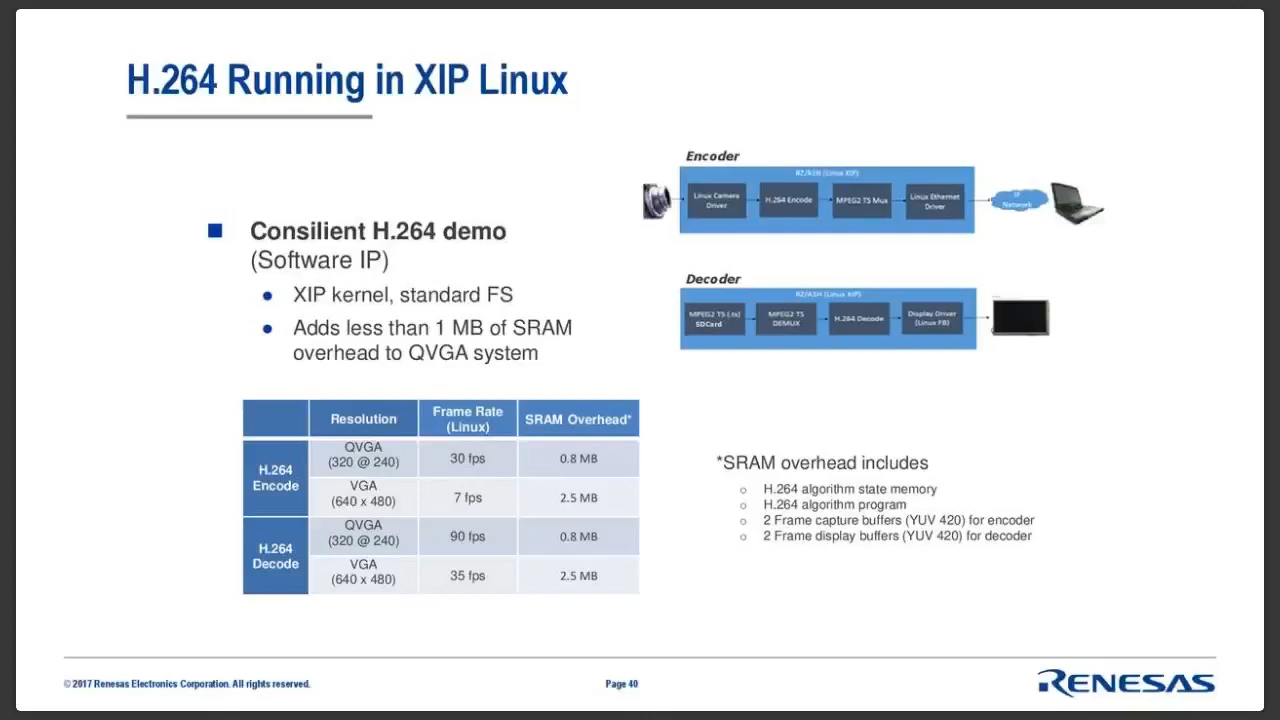 H.264 Running in XIP Linux
Consilient H.264 demo
(Software IP)
XIP kernel, standard FS
Adds less than 1 MB of SRAM
overhead to QVGA system
Encoder
RZ/A1H (Linux XIP)
Linux Camera
Driver
H.264 Encode
MPEG2 TS Mux
Linux Ethernet
Driver
IP
Network
Decoder
RZ/A1H (Linux XIP)
MPEG2 TS (.ts)
SDCard
MPEG2 TS
DEMUX
H.264 Decode
Display Driver
(Linux FB)
Resolution
Frame Rate
(Linux)
SRAM Overhead*
H.264
Encode
QVGA
(320 @ 240)
30 fps
0.8 MB
VGA
(640 x 480)
7 fps
2.5 MB
H.264
Decode
QVGA
(320 @ 240)
90 fps
0.8 MB
VGA
(640 x 480)
35 fps
2.5 MB
*SRAM overhead includes
H.264 algorithm state memory
H.264 algorithm program
2 Frame capture buffers (YUV 420) for encoder
2 Frame display buffers (YUV 420) for decoder
© 2017 Renesas Electronics Corporation. All rights reserved.
Page 40
RENESAS